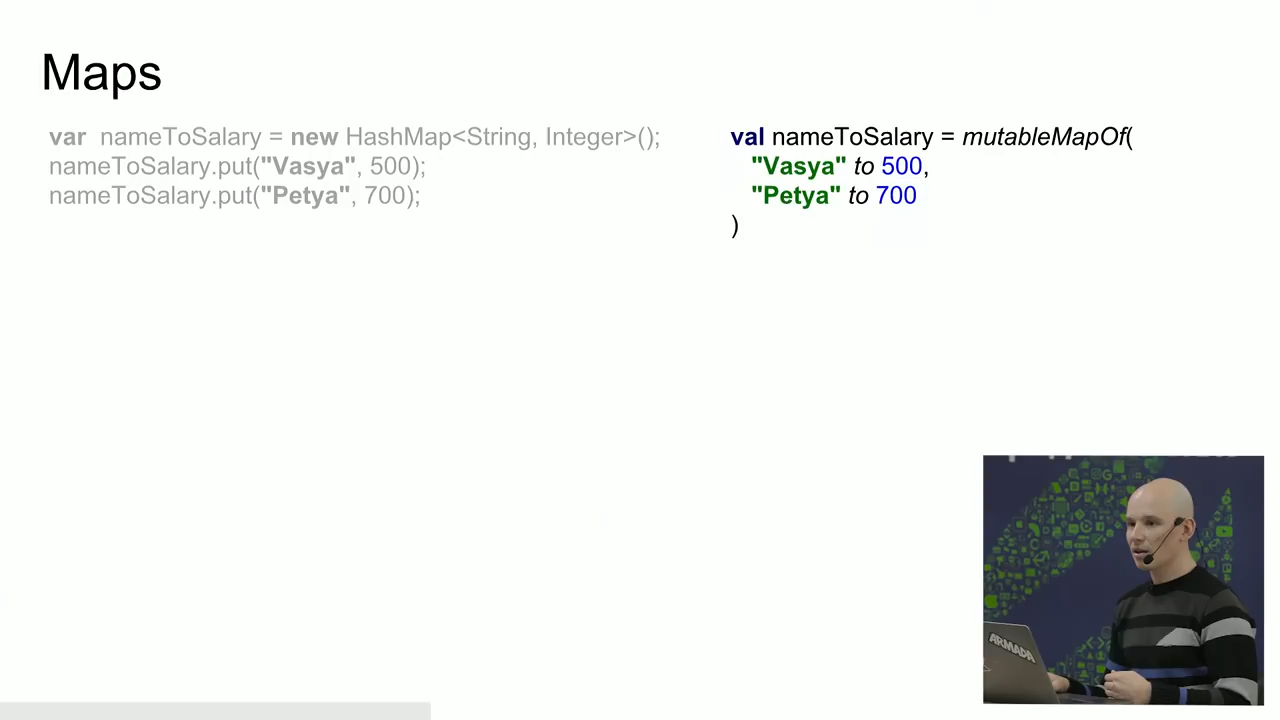 Maps
var nameToSalary = new HashMap<String, Integer>();
nameToSalary.put("Vasya", 500);
nameToSalary.put("Petya", 700);
val nameToSalary = mutableMapOf(
"Vasya" to 500,
"Petya" to 700
)
ARMADA